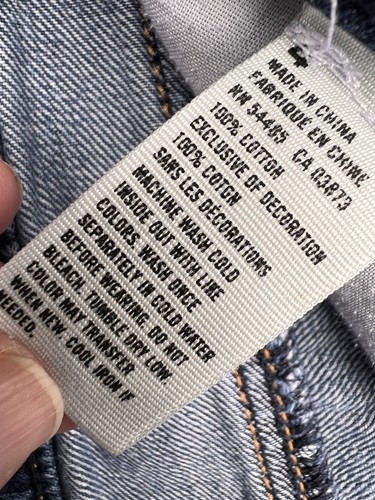 4
MADE IN CHINA
FABRIQUE EN CHINE
RN 54485 CA 03873
100% COTTON
EXCLUSIVE OF DECORATION
100% COTON
SANS LES DÉCORATIONS
MACHINE WASH COLD
INSIDE OUT WITH LIKE
COLORS. WASH ONCE
SEPARATELY IN COLD WATER
BEFORE WEARING. DO NOT
BLEACH. TUMBLE DRY LOW.
COLOR MAY TRANSFER
WHEN NEW. COOL IRON IF
NEEDED.